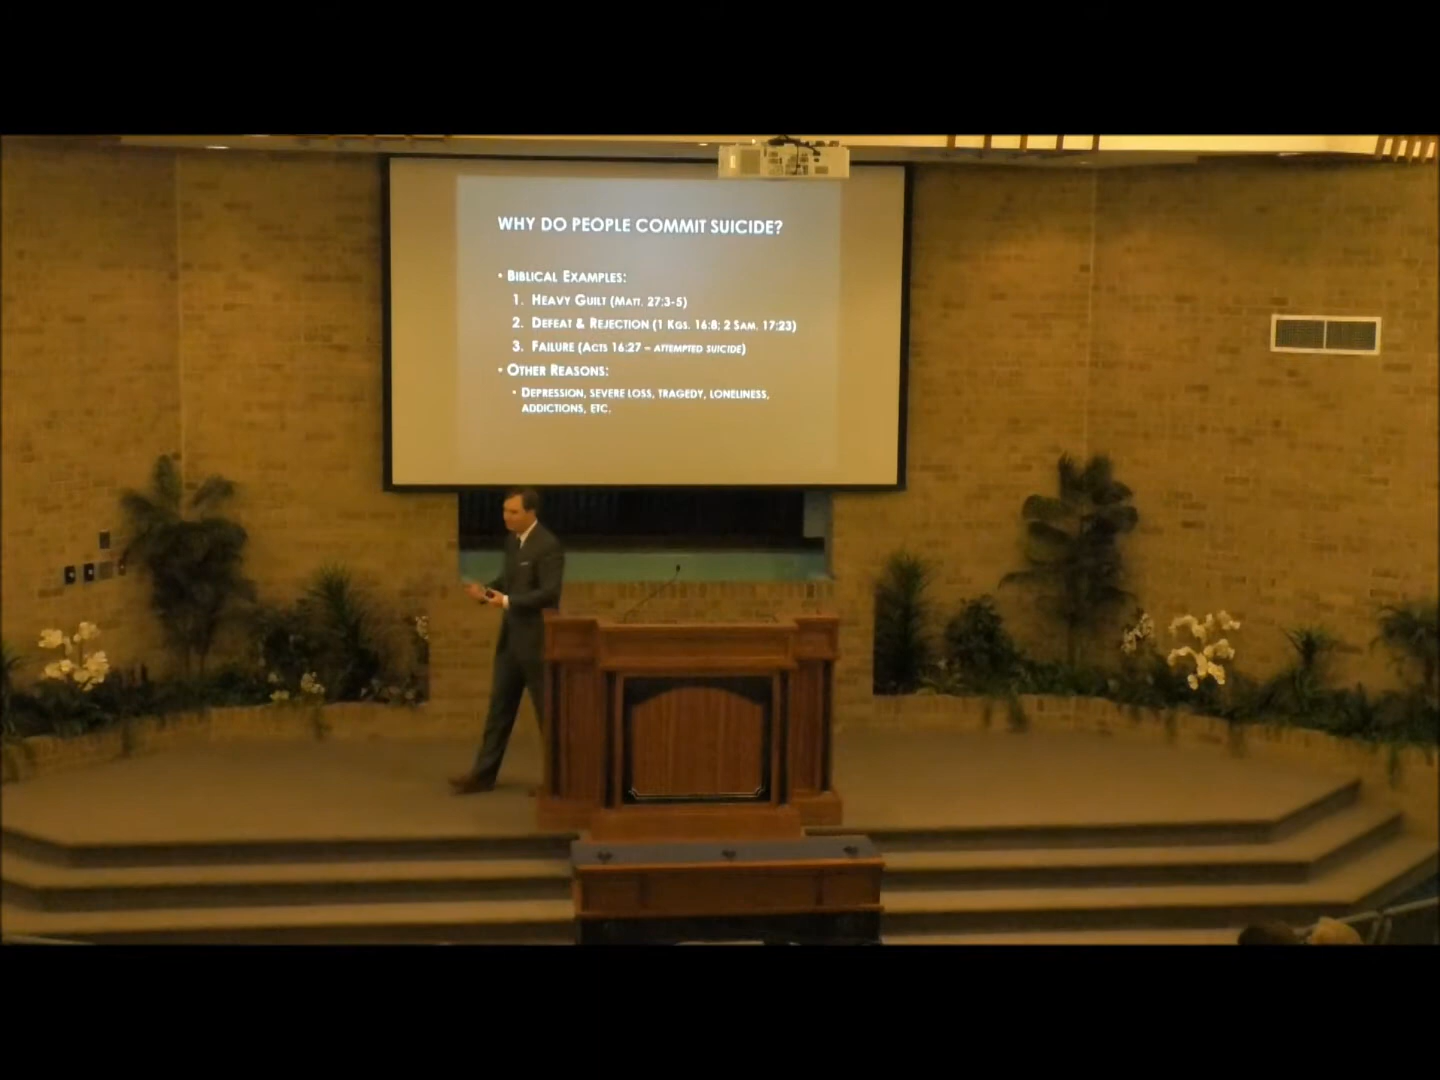 WHY DO PEOPLE COMMIT SUICIDE?
• BIBLICAL EXAMPLES:
1. HEAVY GUILT (MATT. 27:3-5)
2. DEFEAT & REJECTION (1 KGS. 16:8; 2 SAM. 17:23)
3. FAILURE (ACTS 16:27 – ATTEMPTED SUICIDE)
• OTHER REASONS:
• DEPRESSION, SEVERE LOSS, TRAGEDY, LONELINESS,
ADDICTIONS, ETC.